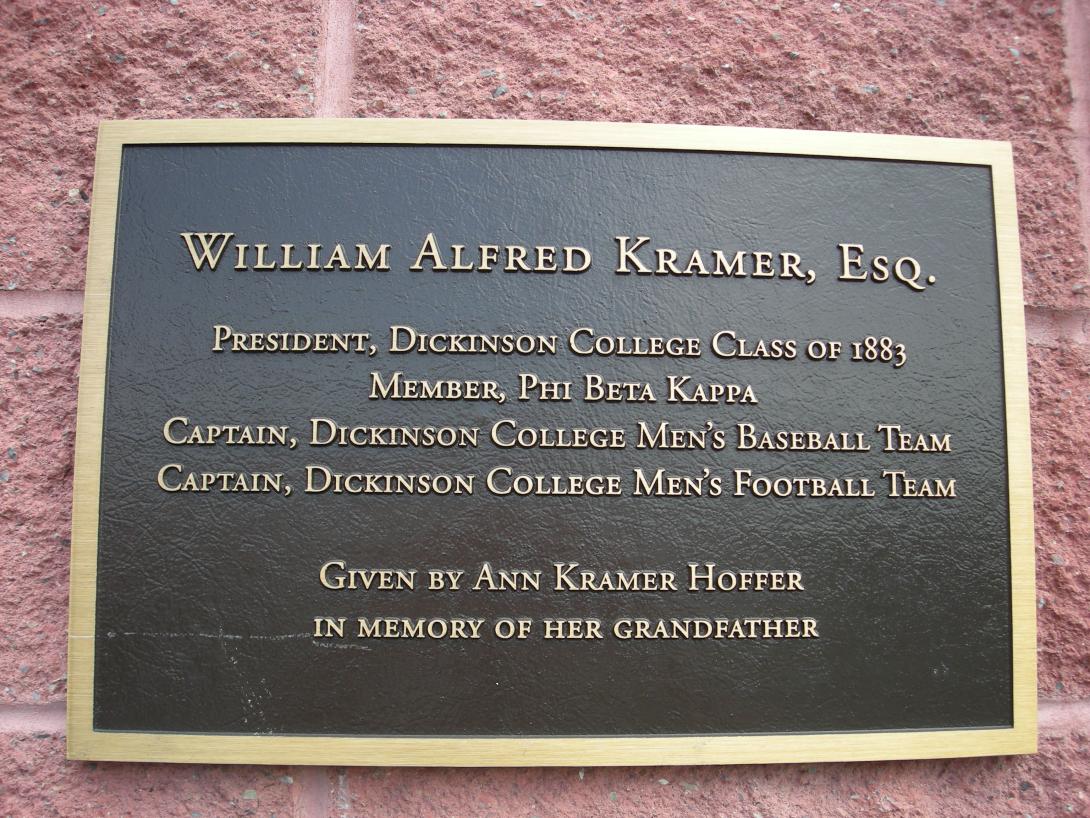 William Alfred Kramer, Esq.
President, Dickinson College Class of 1883
Member, Phi Beta Kappa
Captain, Dickinson College Men's Baseball Team
Captain, Dickinson College Men's Football Team
Given by Ann Kramer Hoffer
in memory of her grandfather